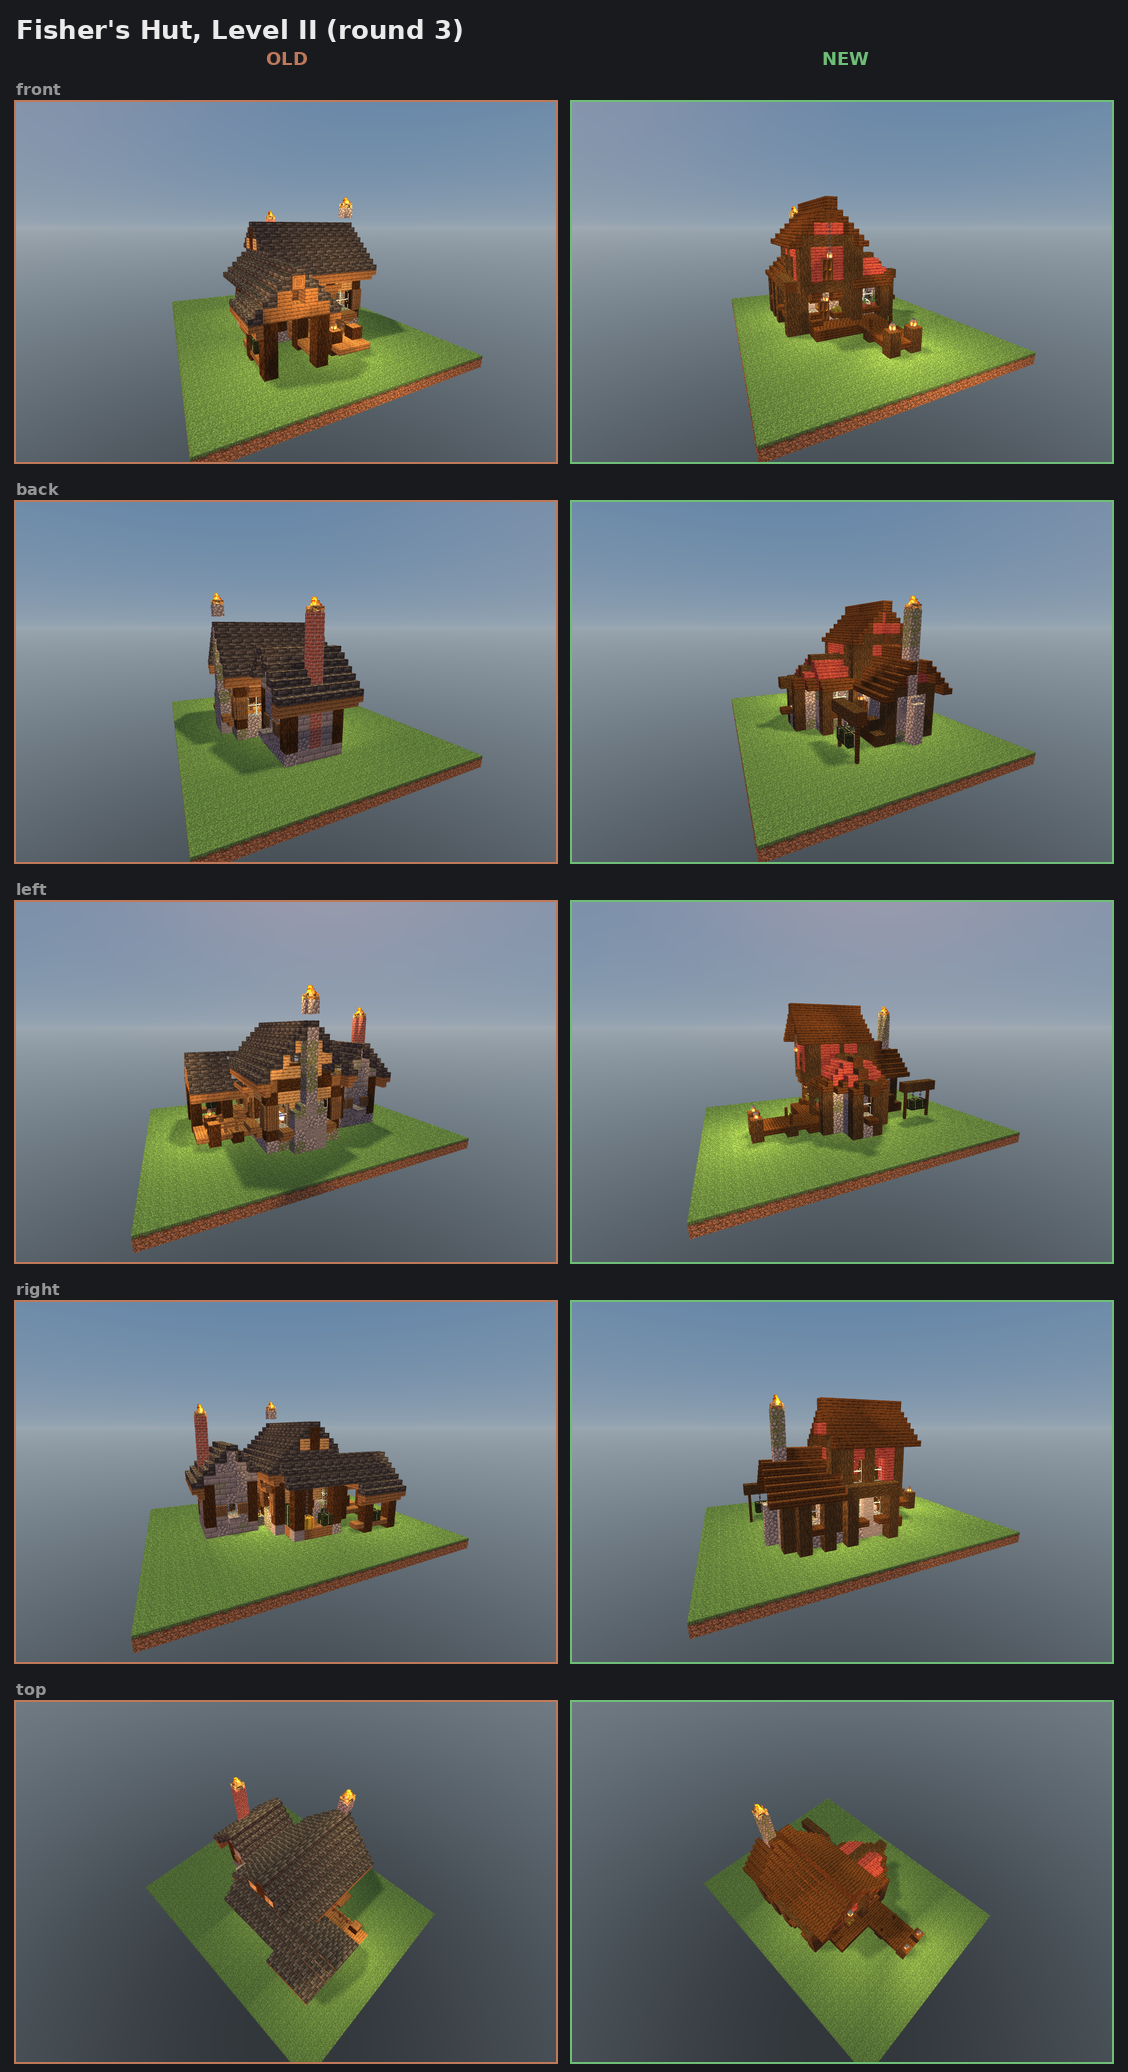 Fisher's Hut, Level II (round 3)
OLD
NEW
front
back
left
right
top